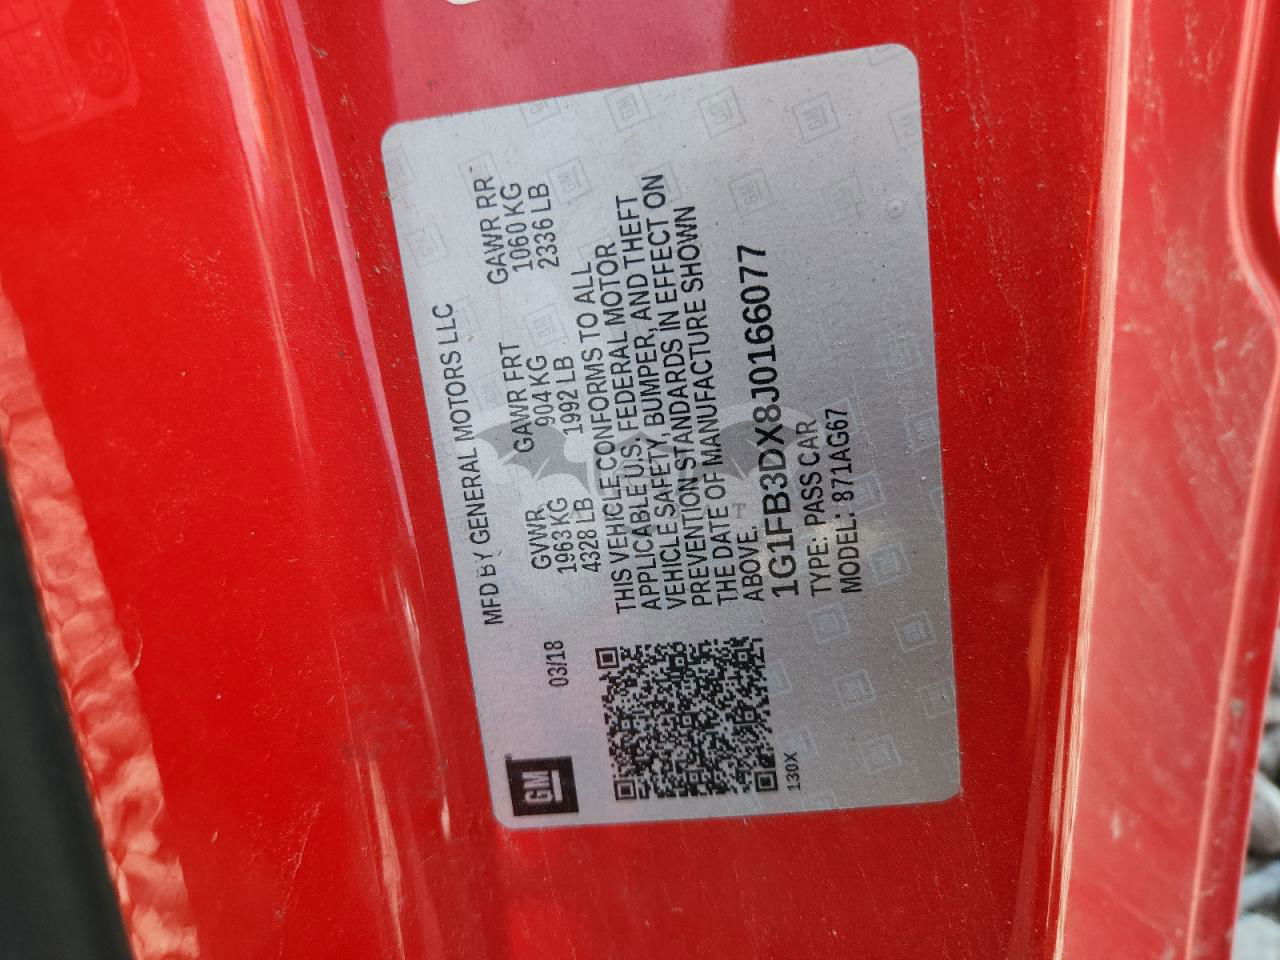 MFD BY GENERAL MOTORS LLC
GM
03/18
GVWR GAWR FRT GAWR RR
1963 KG 904 KG 1060 KG
4328 LB 1992 LB 2336 LB
THIS VEHICLE CONFORMS TO ALL
APPLICABLE U.S. FEDERAL MOTOR
VEHICLE SAFETY, BUMPER, AND THEFT
PREVENTION STANDARDS IN EFFECT ON
THE DATE OF MANUFACTURE SHOWN
ABOVE.
1G1FB3DX8J0166077
TYPE: PASS CAR
MODEL: 871AG67
130X